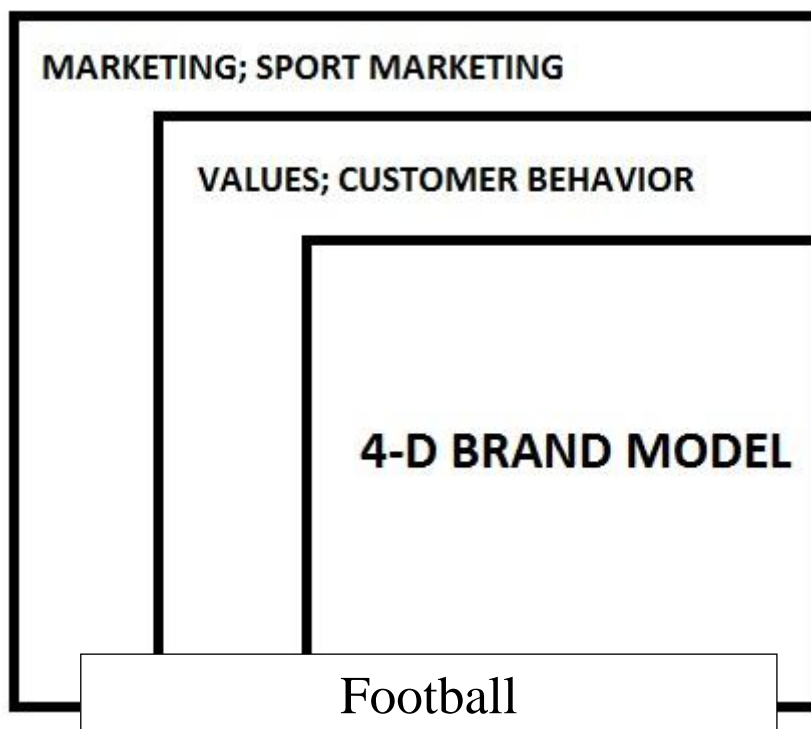 MARKETING; SPORT MARKETING
VALUES; CUSTOMER BEHAVIOR
4-D BRAND MODEL
Football